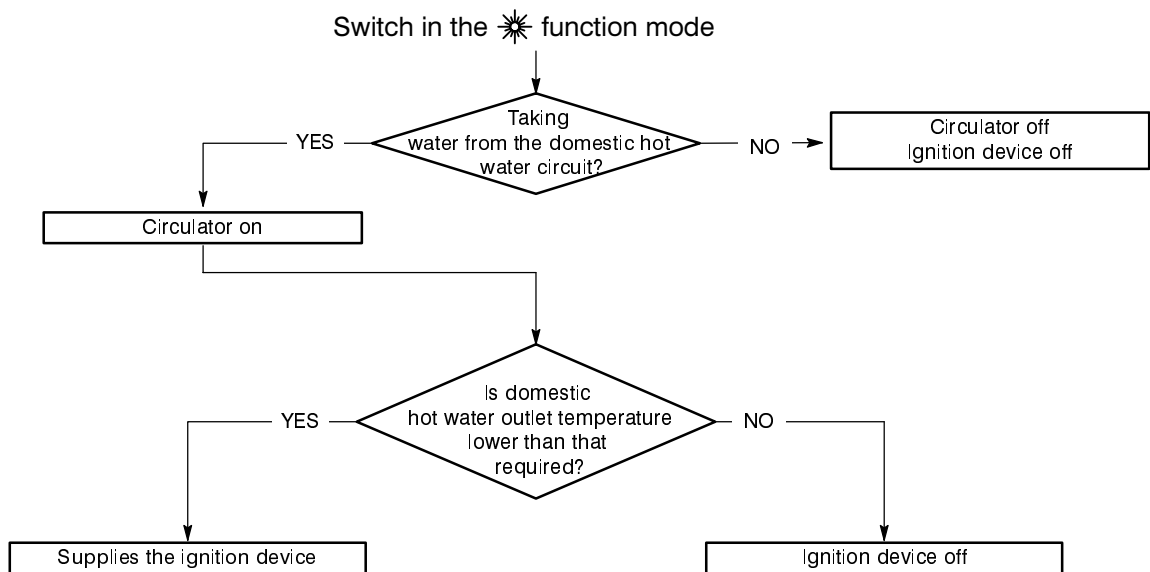 Switch in the function mode
Taking
water from the domestic hot
water circuit?
YES
NO
Circulator off
Ignition device off
Circulator on
Is domestic
hot water outlet temperature
lower than that
required?
YES
NO
Supplies the ignition device
Ignition device off